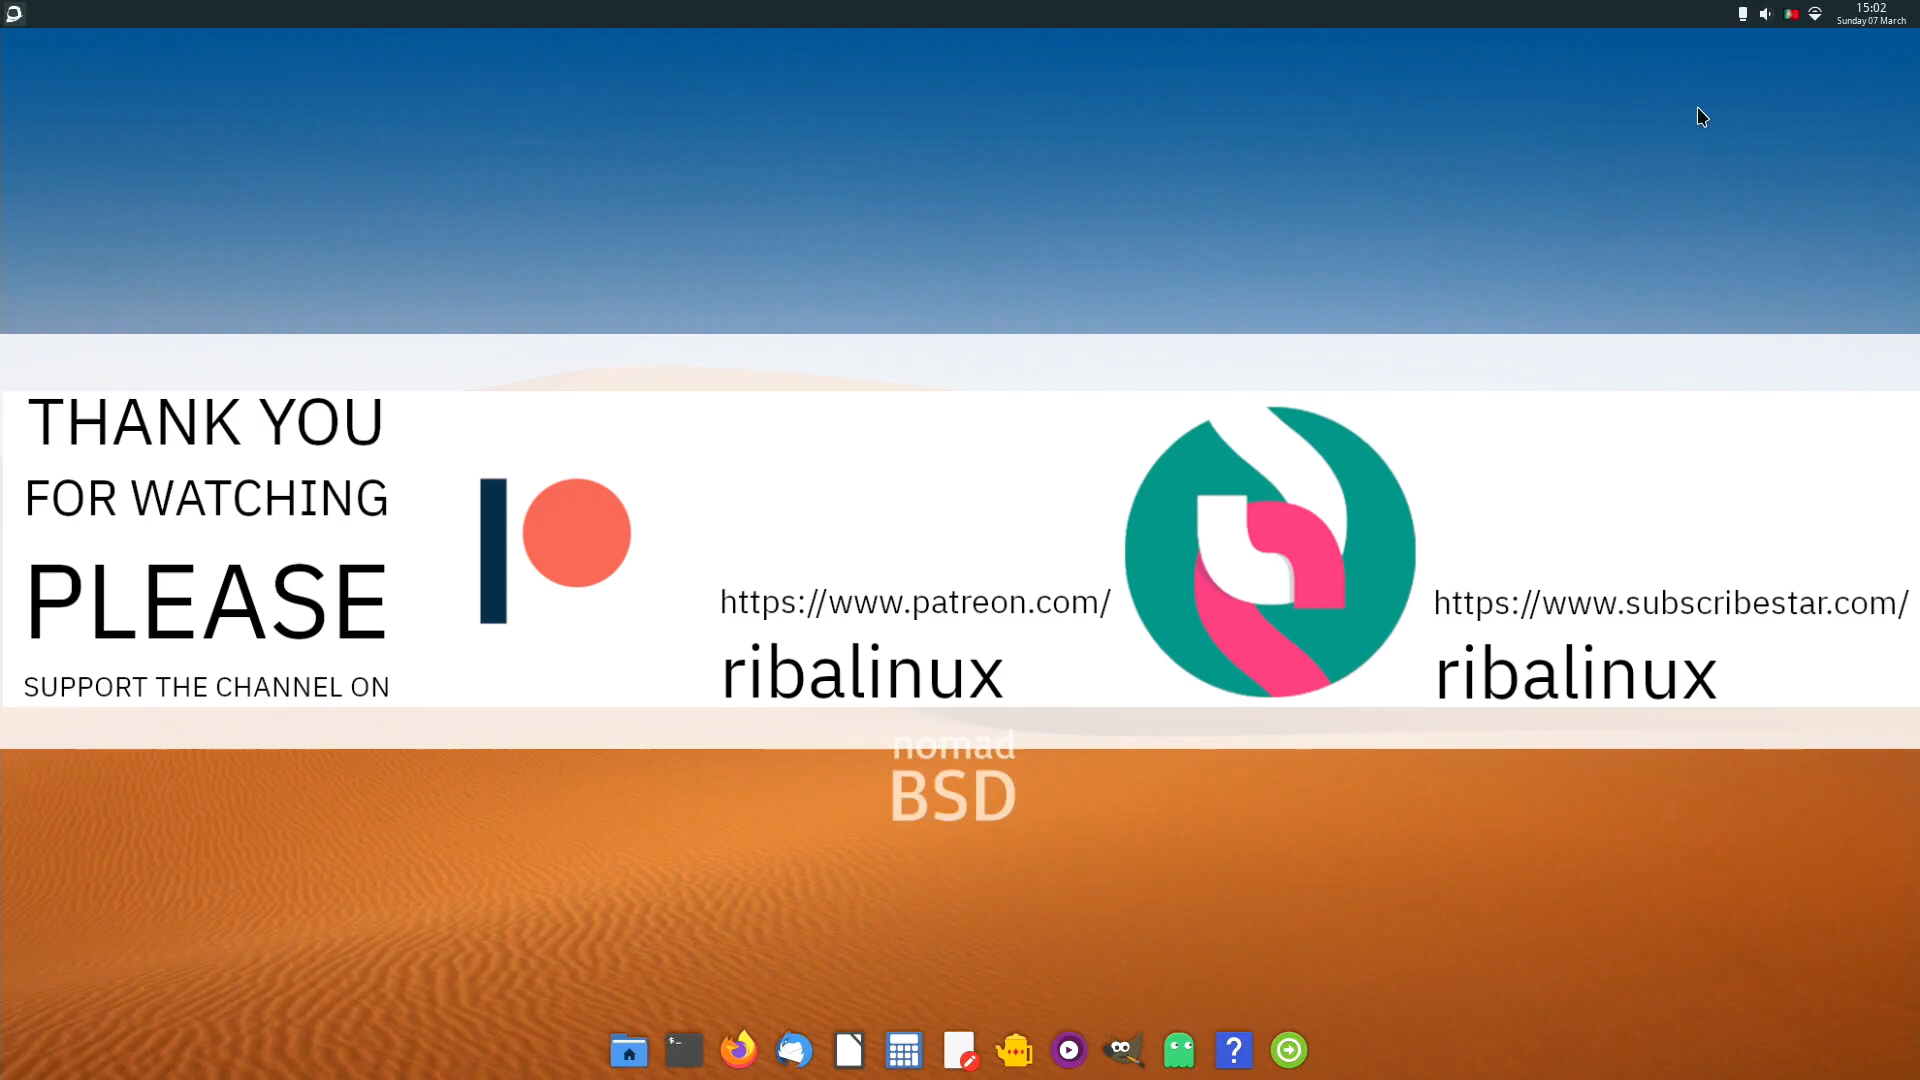 15:02
Sunday 07 March
THANK YOU
FOR WATCHING
PLEASE
SUPPORT THE CHANNEL ON
https://www.patreon.com/
ribalinux
https://www.subscribestar.com/
ribalinux
nomad
BSD
$_
?